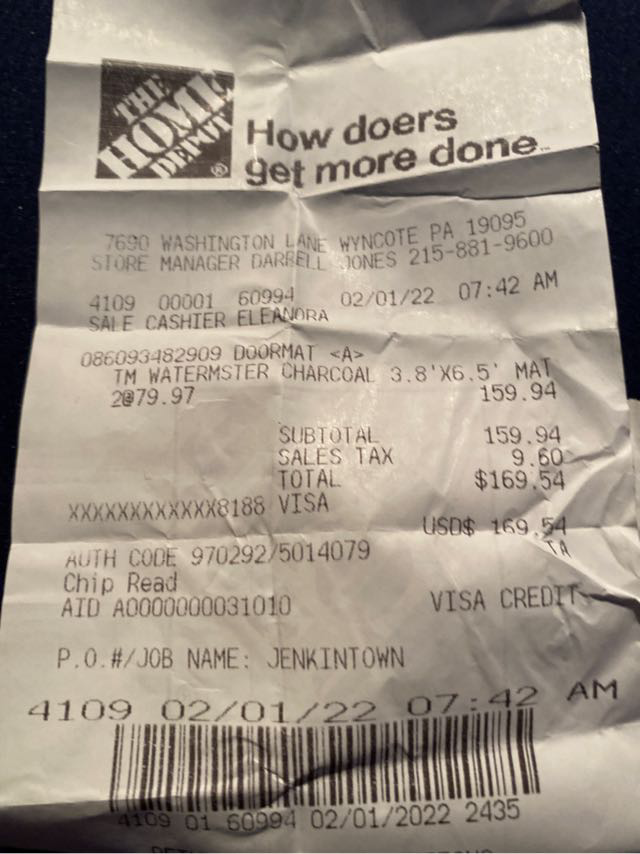 THE
HOME
DEPOT®
How doers
get more done™
7690 WASHINGTON LANE WYNCOTE PA 19095
STORE MANAGER DARRELL JONES 215-881-9600
4109 00001 60994 02/01/22 07:42 AM
SALE CASHIER ELEANORA
086093482909 DOORMAT <A>
TM WATERMSTER CHARCOAL 3.8'X6.5' MAT
2@79.97 159.94
SUBTOTAL 159.94
SALES TAX 9.60
TOTAL $169.54
XXXXXXXXXXXX8188 VISA
USD$ 169.54
TA
AUTH CODE 970292/5014079
Chip Read
AID A0000000031010 VISA CREDIT
P.O.#/JOB NAME: JENKINTOWN
4109 02/01/22 07:42 AM
4109 01 60994 02/01/2022 2435